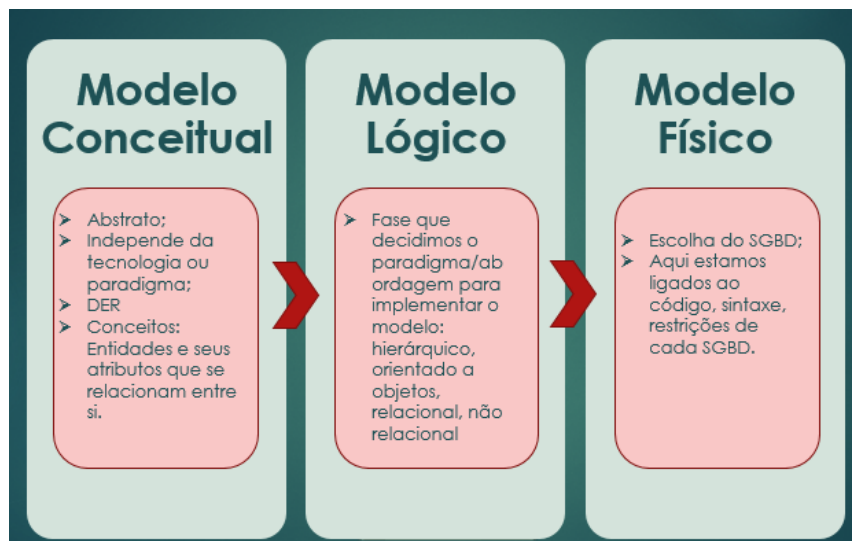 Modelo
Conceitual
➢ Abstrato;
➢ Independe da
tecnologia ou
paradigma;
➢ DER
➢ Conceitos:
Entidades e seus
atributos que se
relacionam entre
si.
Modelo
Lógico
➢ Fase que
decidimos o
paradigma/ab
ordagem para
implementar o
modelo:
hierárquico,
orientado a
objetos,
relacional, não
relacional
Modelo
Físico
➢ Escolha do SGBD;
➢ Aqui estamos
ligados ao
código, sintaxe,
restrições de
cada SGBD.